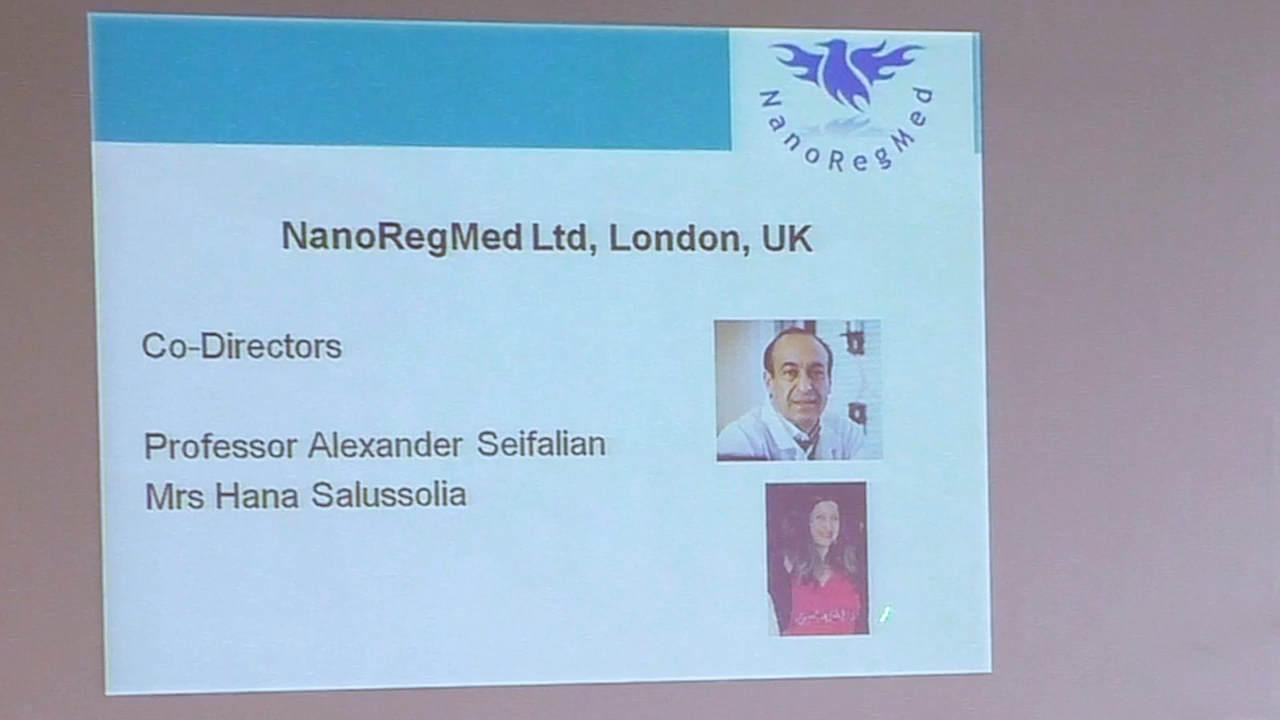 NanoRegMed
NanoRegMed Ltd, London, UK
Co-Directors
Professor Alexander Seifalian
Mrs Hana Salussolia